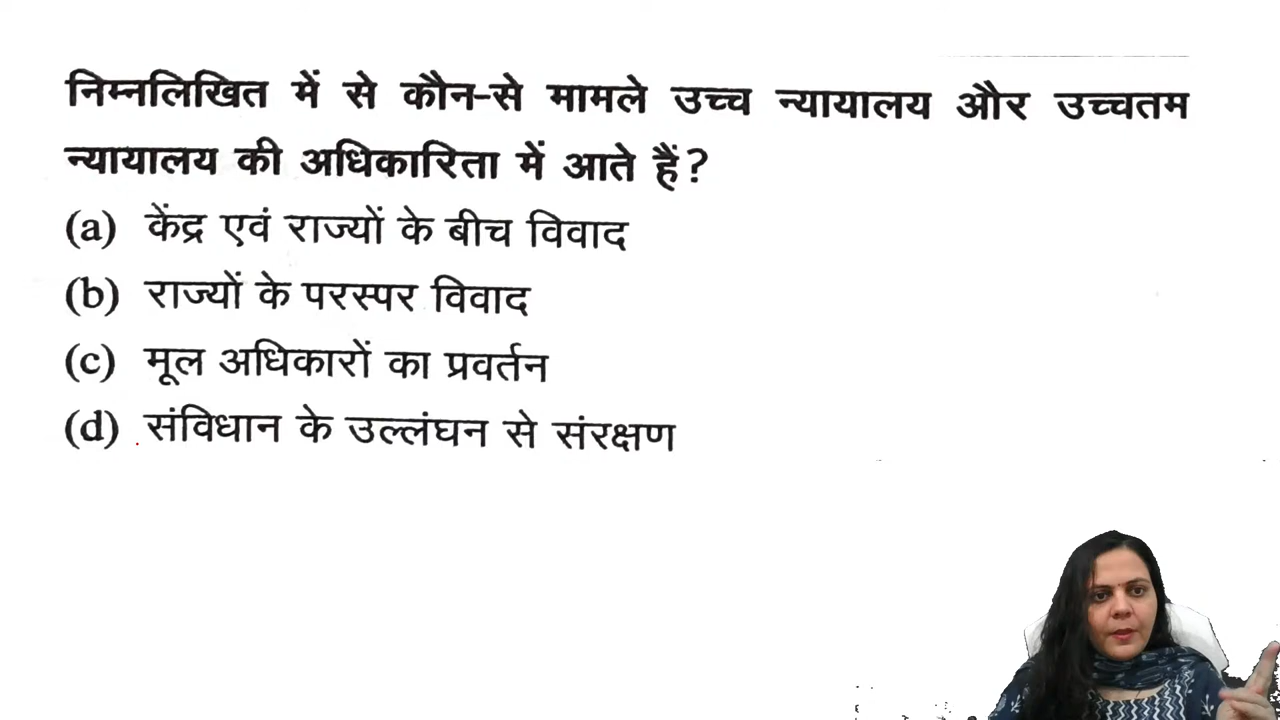 निम्नलिखित में से कौन-से मामले उच्च न्यायालय और उच्चतम
न्यायालय की अधिकारिता में आते हैं?
(a) केंद्र एवं राज्यों के बीच विवाद
(b) राज्यों के परस्पर विवाद
(c) मूल अधिकारों का प्रवर्तन
(d) संविधान के उल्लंघन से संरक्षण